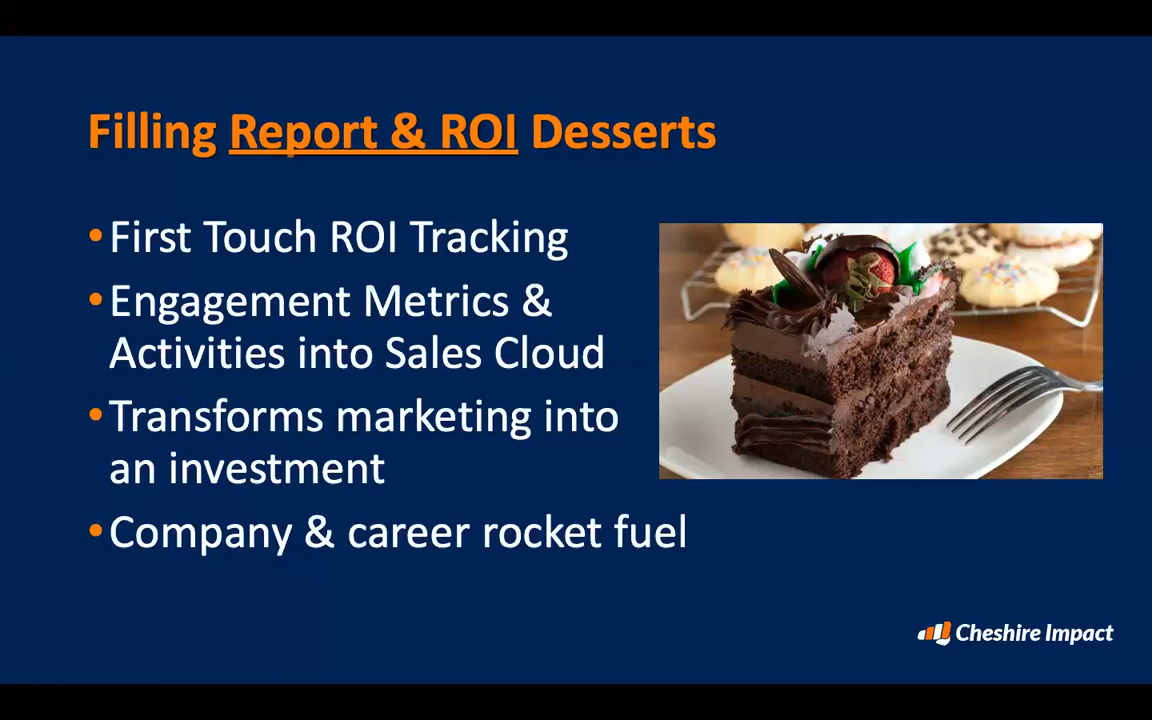 Filling Report & ROI Desserts
•First Touch ROI Tracking
•Engagement Metrics &
Activities into Sales Cloud
•Transforms marketing into
an investment
•Company & career rocket fuel
Cheshire Impact